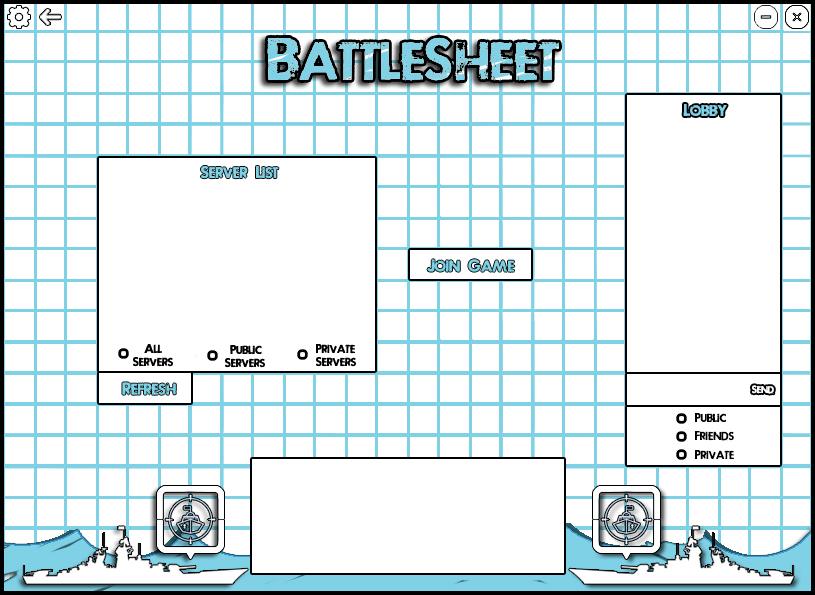 BattleSheet
Lobby
Server List
Join Game
All
Servers
Public
Servers
Private
Servers
Refresh
Send
Public
Friends
Private